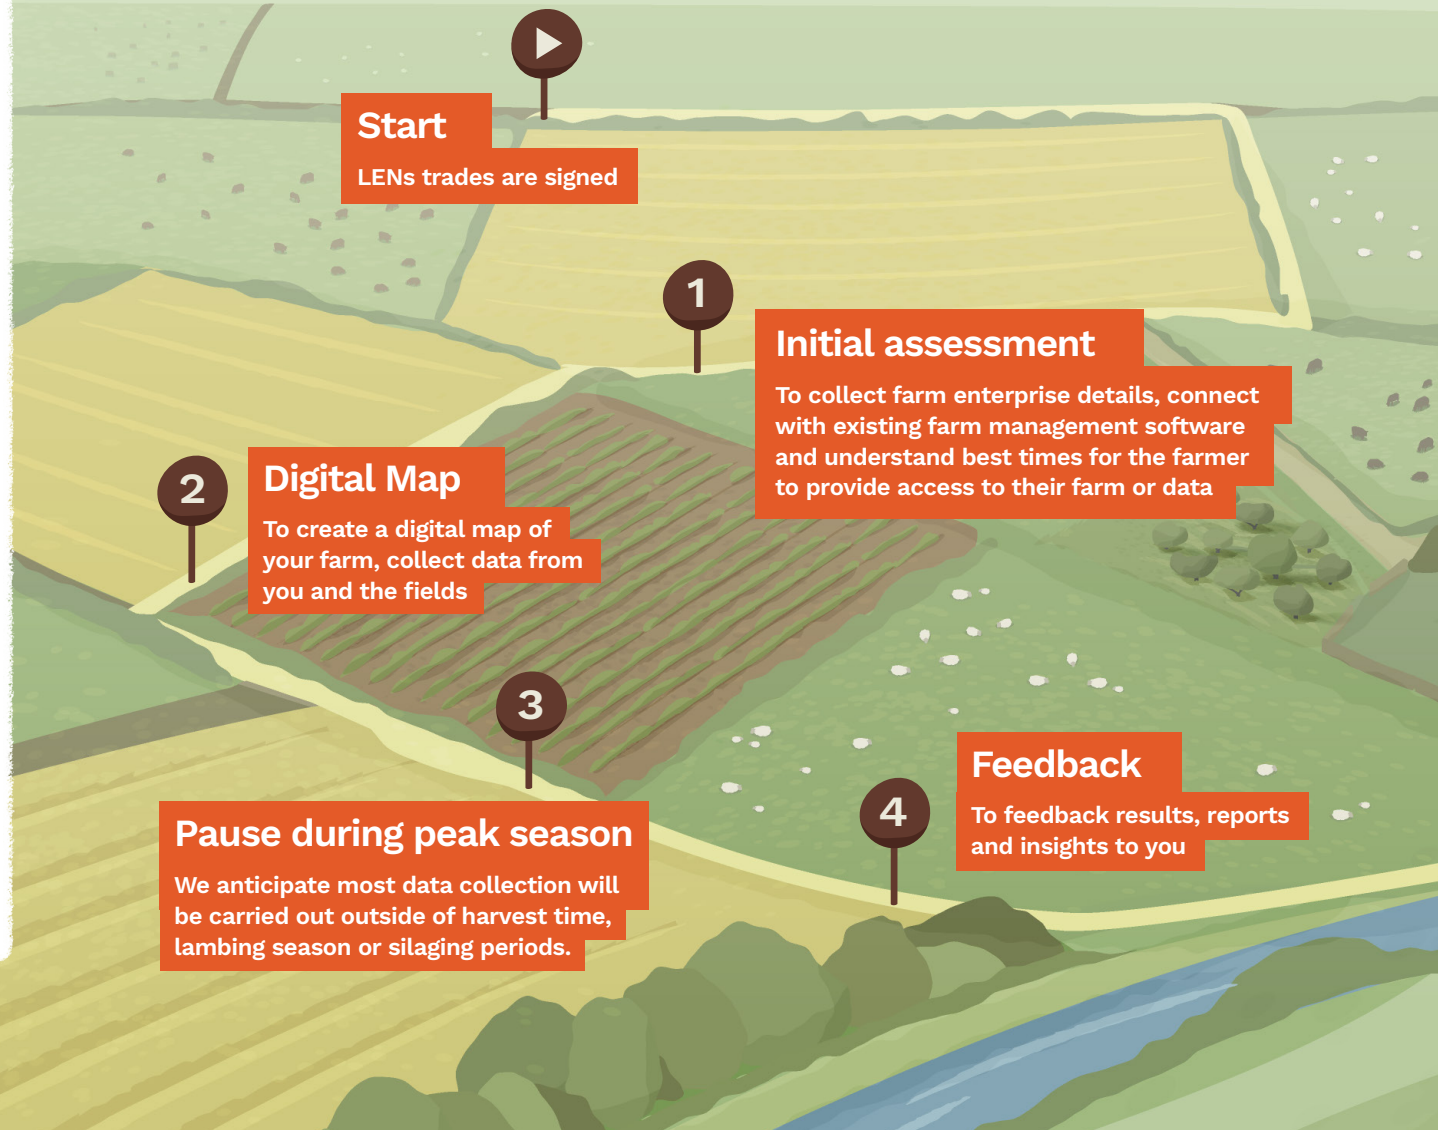 Start
LENs trades are signed
1
Initial assessment
To collect farm enterprise details, connect
with existing farm management software
and understand best times for the farmer
to provide access to their farm or data
2
Digital Map
To create a digital map of
your farm, collect data from
you and the fields
3
Pause during peak season
We anticipate most data collection will
be carried out outside of harvest time,
lambing season or silaging periods.
4
Feedback
To feedback results, reports
and insights to you